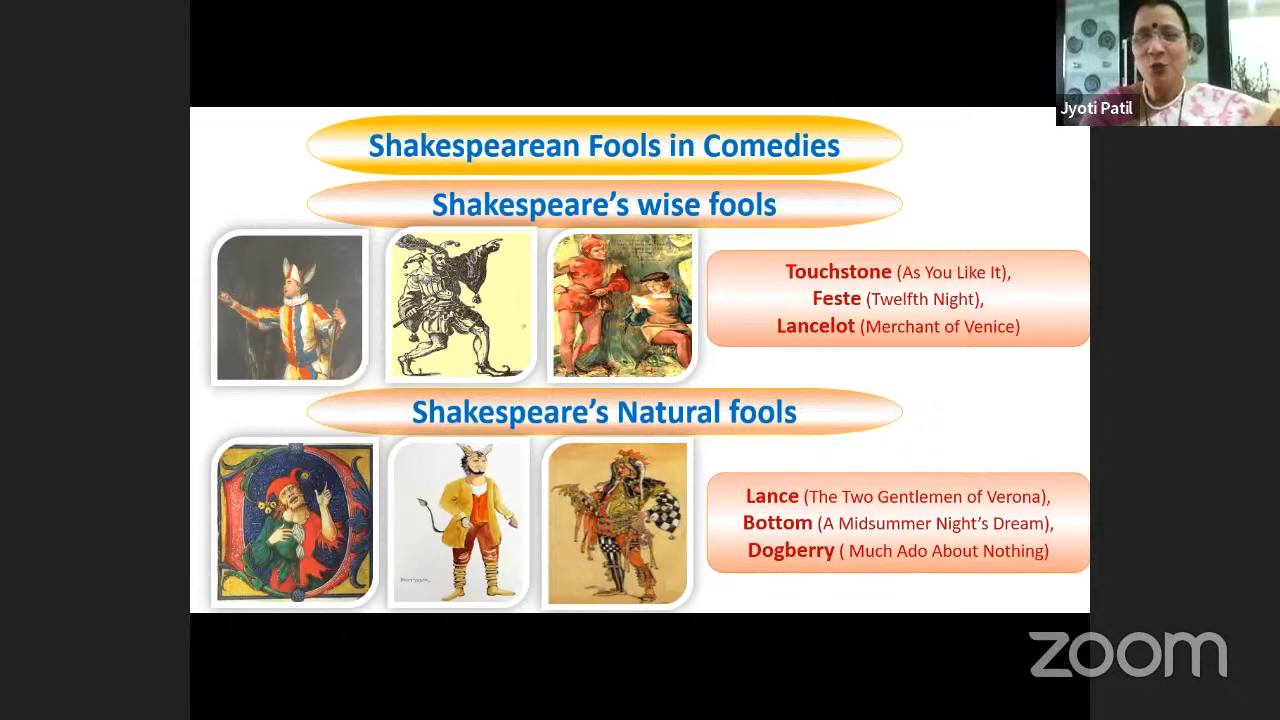 Jyoti Patil
Shakespearean Fools in Comedies
Shakespeare’s wise fools
Touchstone (As You Like It),
Feste (Twelfth Night),
Lancelot (Merchant of Venice)
Shakespeare’s Natural fools
Lance (The Two Gentlemen of Verona),
Bottom (A Midsummer Night’s Dream),
Dogberry ( Much Ado About Nothing)
zoom